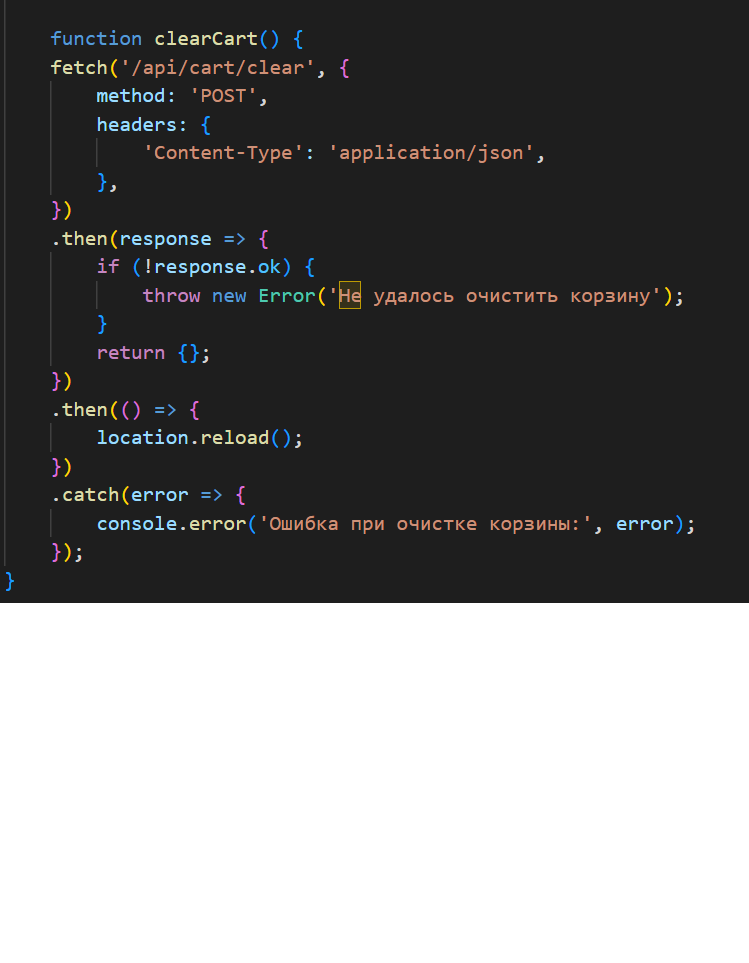 function clearCart() {
fetch('/api/cart/clear', {
method: 'POST',
headers: {
'Content-Type': 'application/json',
},
})
.then(response => {
if (!response.ok) {
throw new Error('Не удалось очистить корзину');
}
return {};
})
.then(() => {
location.reload();
})
.catch(error => {
console.error('Ошибка при очистке корзины:', error);
});
}